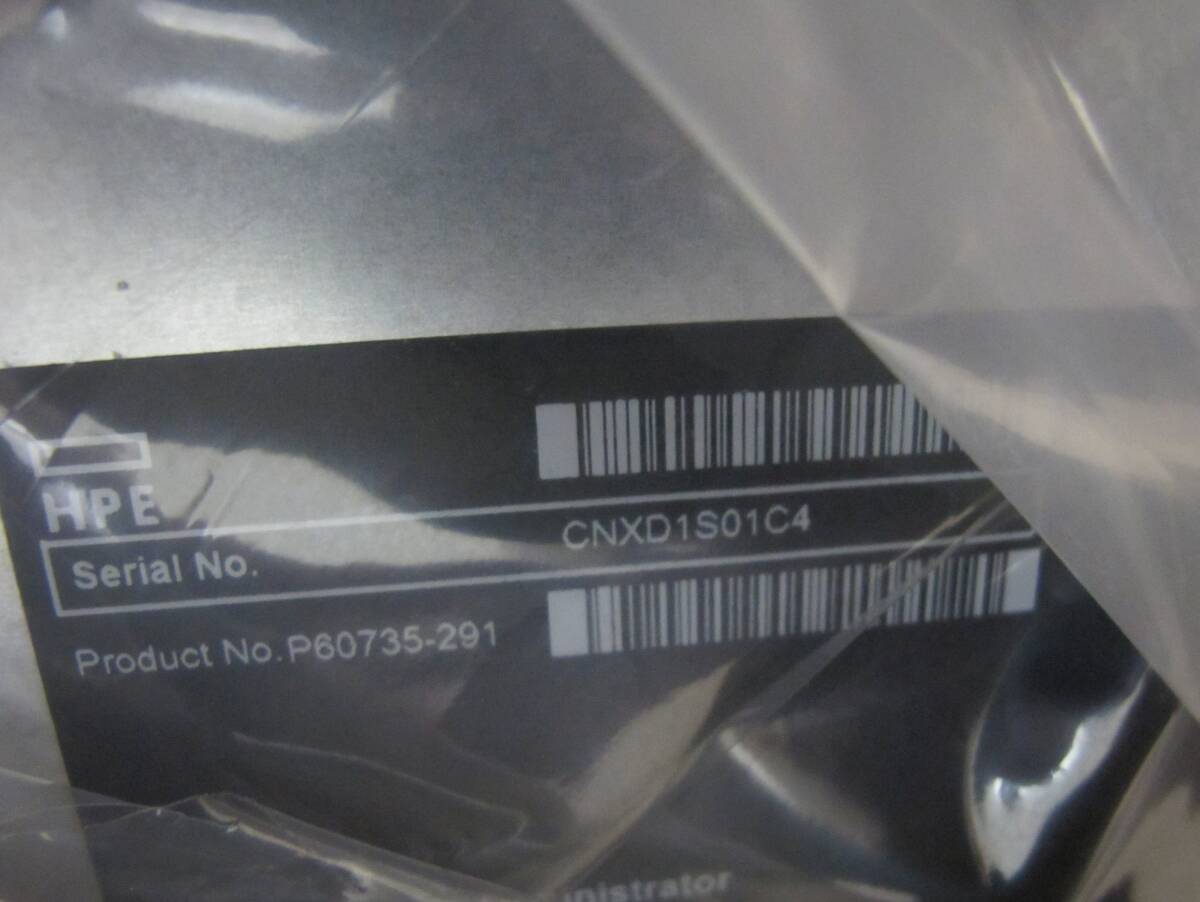 HPE
Serial No.
CNXD1S01C4
Product No. P60735-291